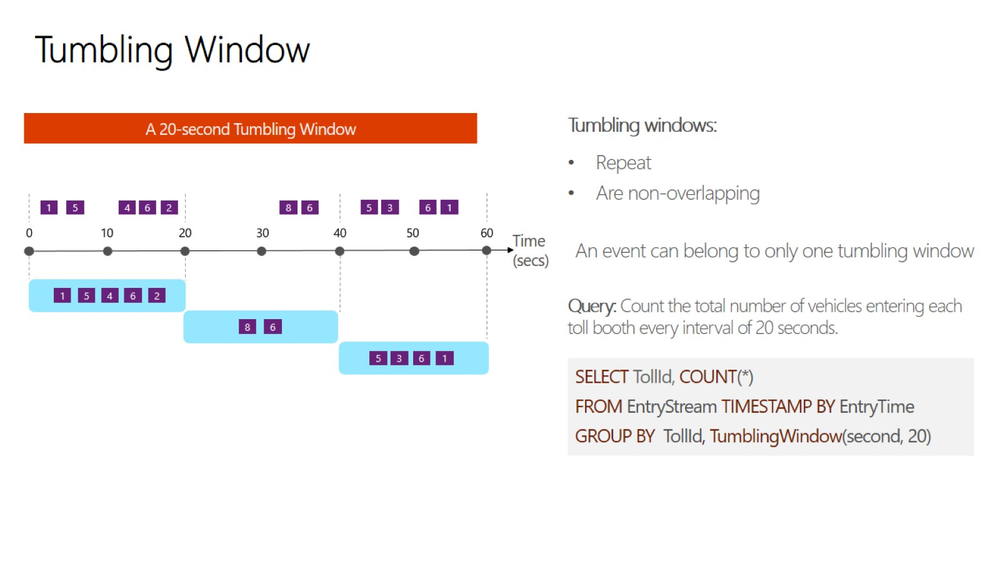 Tumbling Window
A 20-second Tumbling Window
1 5 4 6 2 8 6 5 3 6 1
0 10 20 30 40 50 60
Time
(secs)
1 5 4 6 2
8 6
5 3 6 1
Tumbling windows:
• Repeat
• Are non-overlapping
An event can belong to only one tumbling window
Query: Count the total number of vehicles entering each
toll booth every interval of 20 seconds.
SELECT TollId, COUNT(*)
FROM EntryStream TIMESTAMP BY EntryTime
GROUP BY TollId, TumblingWindow(second, 20)